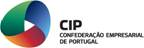 CIP
CONFEDERAÇÃO EMPRESARIAL
DE PORTUGAL